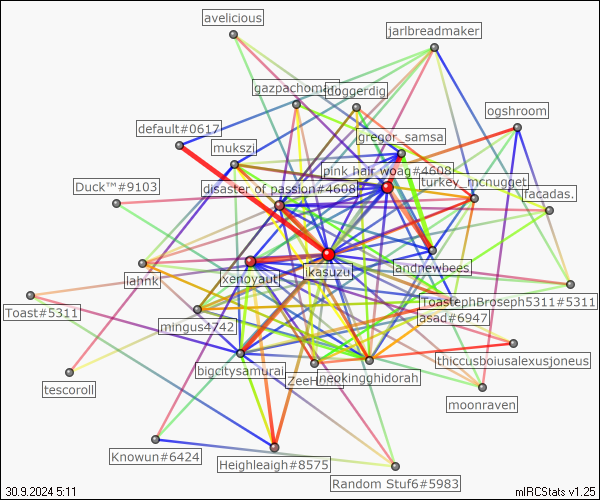 avelicious
jarlbreadmaker
gazpachoma
doggerdig
ogshroom
default#0617
gregor_samsa
mukszi
pink hair woag#4608
Duck™#9103
disaster of passion#4608
turkey_mcnugget
facadas.
lahnk
xenoyaut
ikasuzu
andnewbees
Toast#5311
ToastephBroseph5311#5311
mingus4742
asad#6947
bigcitysamurai
thiccusboiusalexusjoneus
tescoroll
neokingghidorah
moonraven
Knowun#6424
Heighleaigh#8575
Random Stuf6#5983
30.9.2024 5:11
mIRCStats v1.25